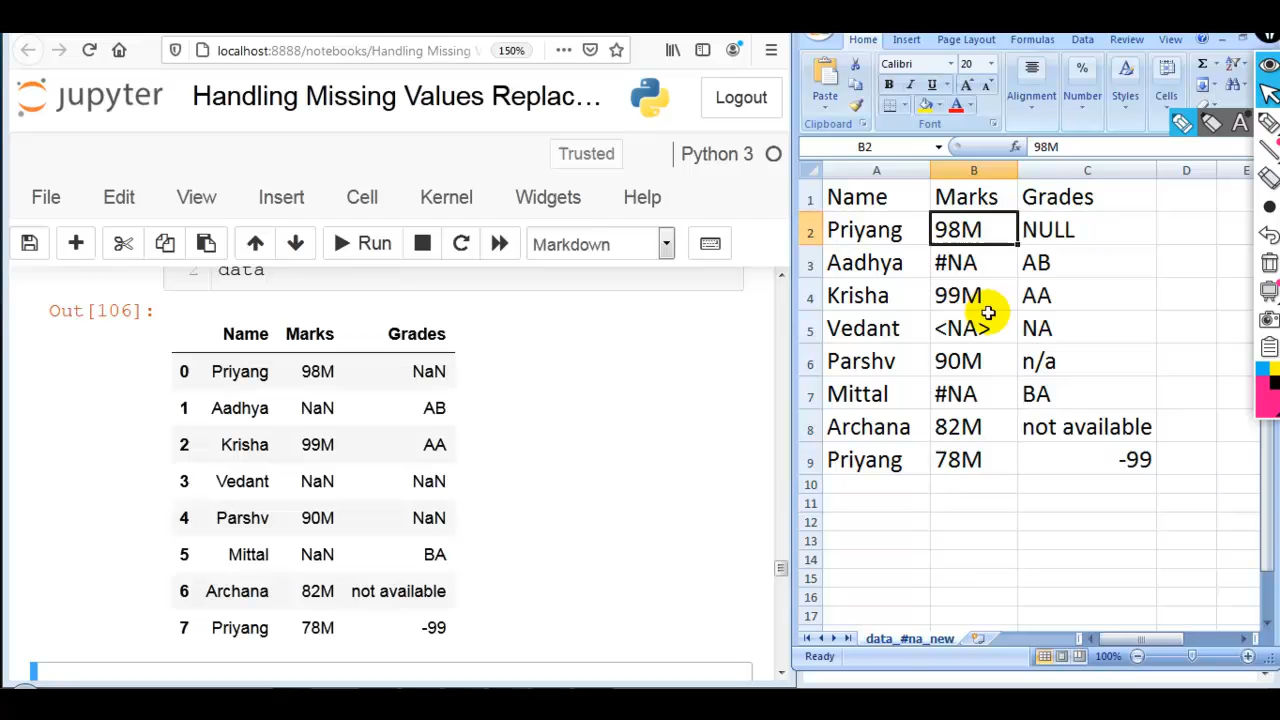 localhost:8888/notebooks/Handling Missing V
150%
jupyter
Handling Missing Values Replac...
Logout
Trusted
Python 3
File Edit Insert Cell Kernel Widgets Help
Run
Markdown
2 data
Out[106]:
Name Marks Grades
0 Priyang 98M NaN
1 Aadhya NaN AB
2 Krisha 99M AA
3 Vedant NaN NaN
4 Parshv 90M NaN
5 Mittal NaN BA
6 Archana 82M not available
7 Priyang 78M -99
Home Insert Page Layout Formulas Data Review View
Calibri 20
Paste
B I U
A A
Alignment Number Styles Cells
Clipboard Font
B2 fx 98M
A B C D E
1 Name Marks Grades
2 Priyang 98M NULL
3 Aadhya #NA AB
4 Krisha 99M AA
5 Vedant <NA> NA
6 Parshv 90M n/a
7 Mittal #NA BA
8 Archana 82M not available
9 Priyang 78M -99
10
11
12
13
14
15
16
17
data_#na_new
Ready
100%